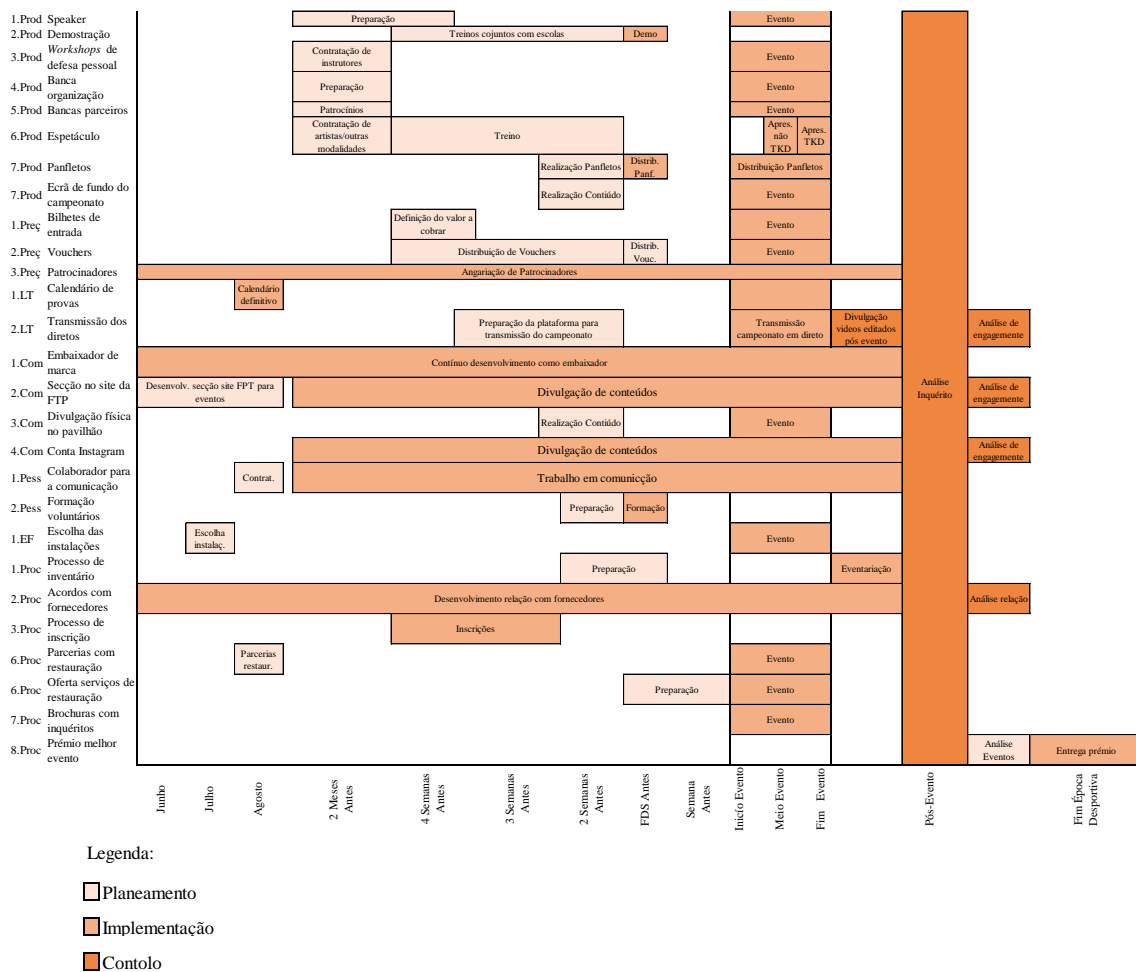 1.Prod Speaker Preparação Evento
2.Prod Demostração Treinos cojuntos com escolas Demo
3.Prod Workshops de defesa pessoal Contratação de instrutores Evento
4.Prod Banca organização Preparação Evento
5.Prod Bancas parceiros Patrocínios Evento
6.Prod Espetáculo Contratação de artistas/outras modalidades Treino Apres. não TKD Apres. TKD
7.Prod Panfletos Realização Panfletos Distrib. Panf. Distribuição Panfletos
7.Prod Ecrã de fundo do campeonato Realização Contiúdo Evento
1.Preç Bilhetes de entrada Definição do valor a cobrar Evento
2.Preç Vouchers Distribuição de Vouchers Distrib. Vouc. Evento
3.Preç Patrocinadores Angariação de Patrocinadores
1.LT Calendário de provas Calendário definitivo
2.LT Transmissão dos diretos Preparação da plataforma para transmissão do campeonato Transmissão campeonato em direto Divulgação videos editados pós evento Análise de engagemente
1.Com Embaixador de marca Contínuo desenvolvimento como embaixador
Análise Inquérito
2.Com Secção no site da FTP Desenvolv. secção site FPT para eventos Divulgação de conteúdos Análise de engagemente
3.Com Divulgação física no pavilhão Realização Contiúdo Evento
4.Com Conta Instagram Divulgação de conteúdos Análise de engagemente
1.Pess Colaborador para a comunicação Contrat. Trabalho em comunicção
2.Pess Formação voluntários Preparação Formação
1.EF Escolha das instalações Escolha instalaç. Evento
1.Proc Processo de inventário Preparação Eventariação
2.Proc Acordos com fornecedores Desenvolvimento relação com fornecedores Análise relação
3.Proc Processo de inscrição Inscrições
6.Proc Parcerias com restauração Parcerias restaur. Evento
6.Proc Oferta serviços de restauração Preparação Evento
7.Proc Brochuras com inquéritos Evento
8.Proc Prémio melhor evento Análise Eventos Entrega prémio
Junho
Julho
Agosto
2 Meses Antes
4 Semanas Antes
3 Semanas Antes
2 Semanas Antes
FDS Antes
Semana Antes
Início Evento
Meio Evento
Fim Evento
Pós-Evento
Fim Época Desportiva
Legenda:
Planeamento
Implementação
Contolo